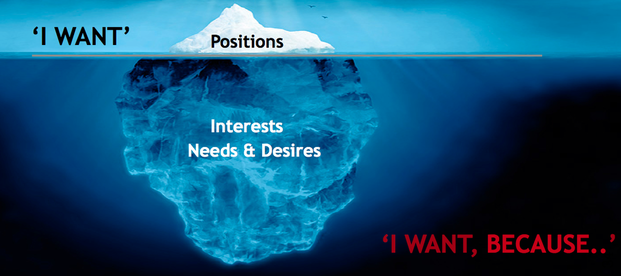 ‘I WANT’
Positions
Interests
Needs & Desires
‘I WANT, BECAUSE..’